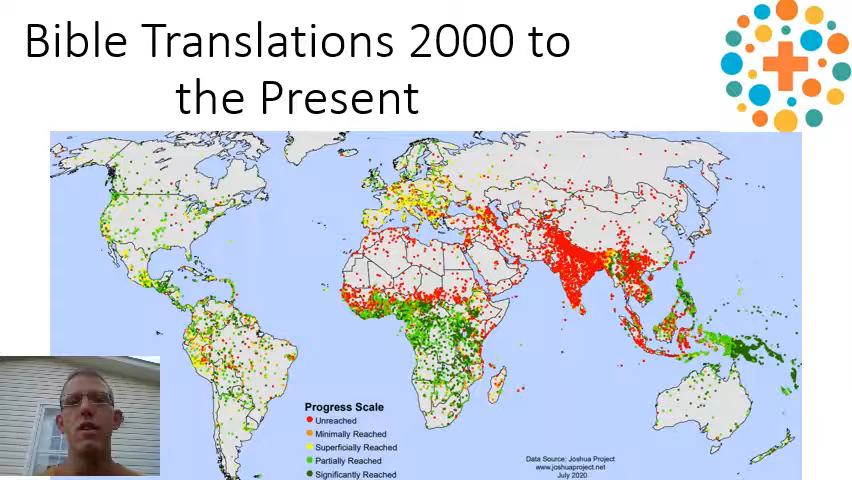 Bible Translations 2000 to
the Present
Progress Scale
Unreached
Minimally Reached
Superficially Reached
Partially Reached
Significantly Reached
Data Source: Joshua Project
www.joshuaproject.net
July 2020